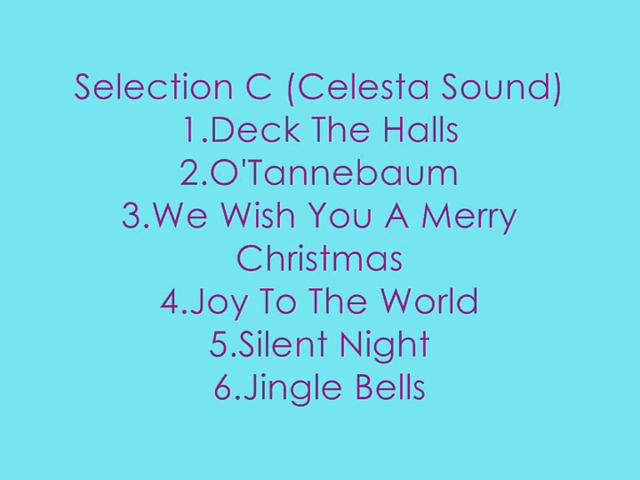 Selection C (Celesta Sound)
1.Deck The Halls
2.O'Tannebaum
3.We Wish You A Merry
Christmas
4.Joy To The World
5.Silent Night
6.Jingle Bells